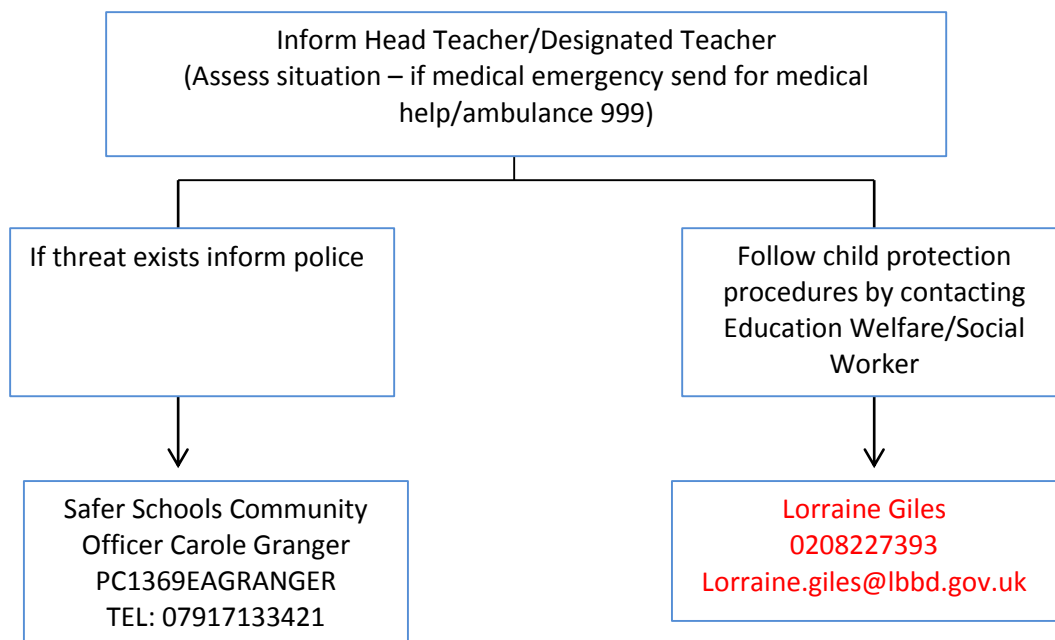 Inform Head Teacher/Designated Teacher
(Assess situation – if medical emergency send for medical
help/ambulance 999)
If threat exists inform police
Follow child protection
procedures by contacting
Education Welfare/Social
Worker
Safer Schools Community
Officer Carole Granger
PC1369EAGRANGER
TEL: 07917133421
Lorraine Giles
0208227393
Lorraine.giles@lbbd.gov.uk